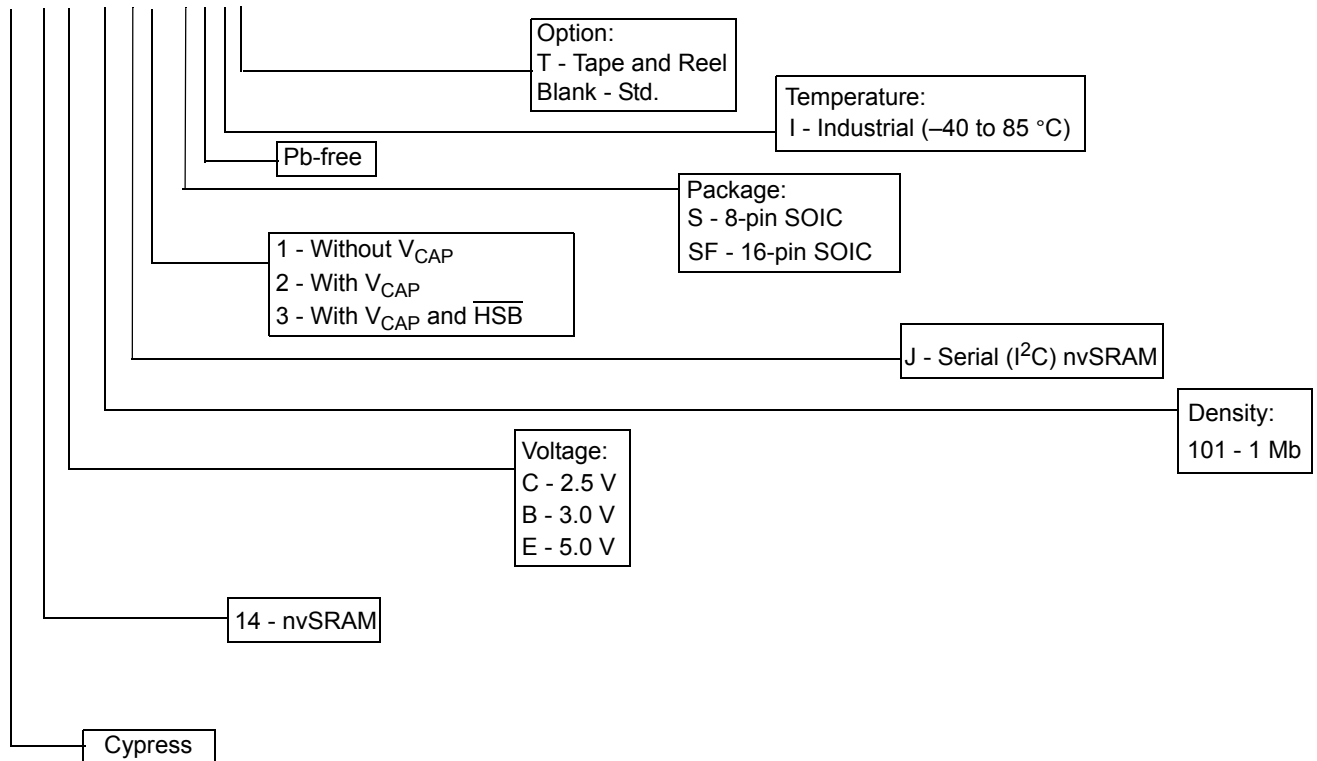 Option:
T - Tape and Reel
Blank - Std.
Temperature:
I - Industrial (–40 to 85 °C)
Pb-free
Package:
S - 8-pin SOIC
SF - 16-pin SOIC
1 - Without VCAP
2 - With VCAP
3 - With VCAP and HSB
J - Serial (I2C) nvSRAM
Density:
101 - 1 Mb
Voltage:
C - 2.5 V
B - 3.0 V
E - 5.0 V
14 - nvSRAM
Cypress